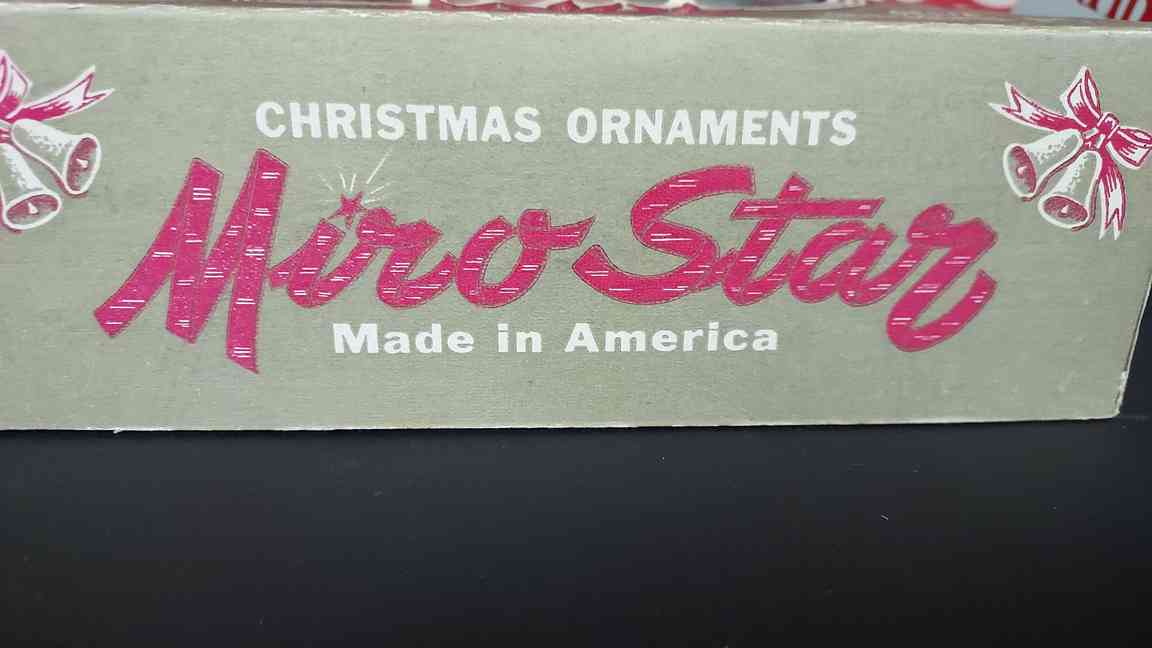 CHRISTMAS ORNAMENTS
Miro Star
Made in America